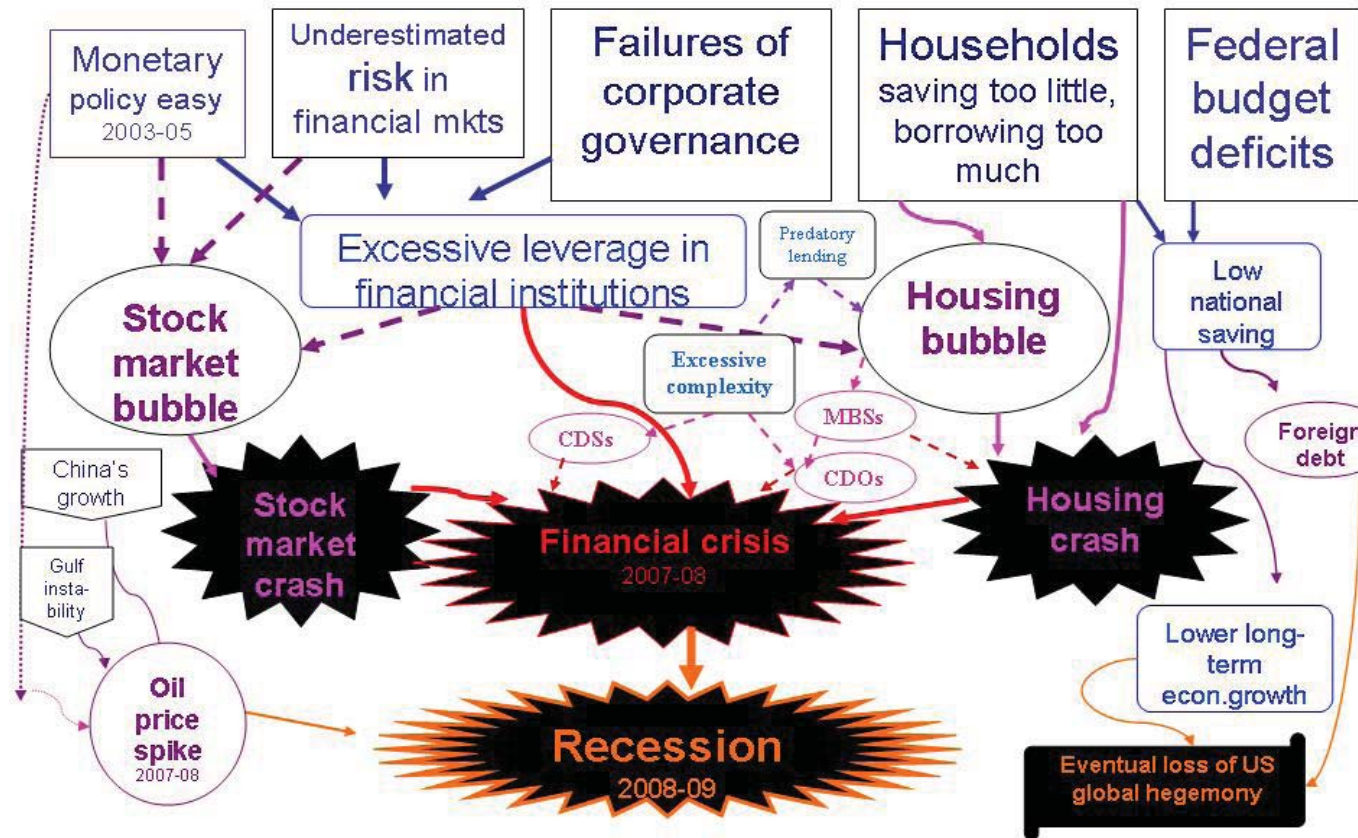 Monetary
policy easy
2003-05
Underestimated
risk in
financial mkts
Failures of
corporate
governance
Households
saving too little,
borrowing too
much
Federal
budget
deficits
Excessive leverage in
financial institutions
Predatory
lending
Low
national
saving
Stock
market
bubble
Housing
bubble
Excessive
complexity
CDSs
MBSs
CDOs
Foreign
debt
China's
growth
Gulf
insta-
bility
Stock
market
crash
Financial crisis
2007-08
Housing
crash
Lower long-
term
econ.growth
Oil
price
spike
2007-08
Recession
2008-09
Eventual loss of US
global hegemony